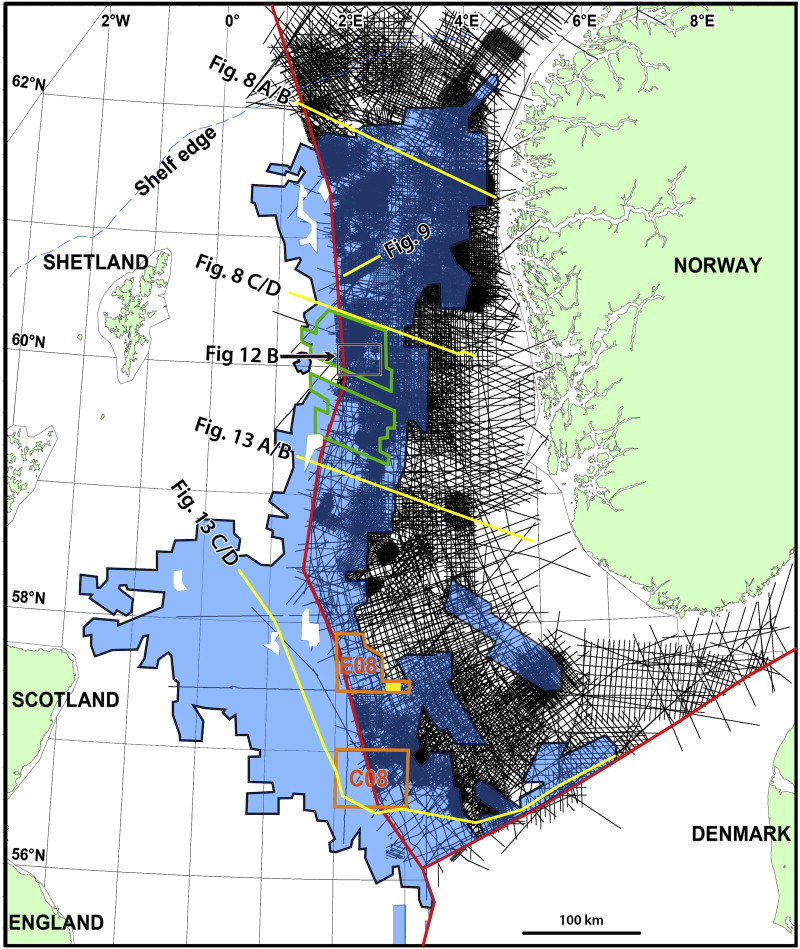 2°W
0°
2°E
4°E
6°E
8°E
62°N
Fig. 8 A/B
Shelf edge
SHETLAND
Fig. 9
NORWAY
Fig. 8 C/D
60°N
Fig 12 B
Fig. 13 A/B
Fig. 13 C/D
58°N
E08
SCOTLAND
C08
DENMARK
56°N
100 km
ENGLAND